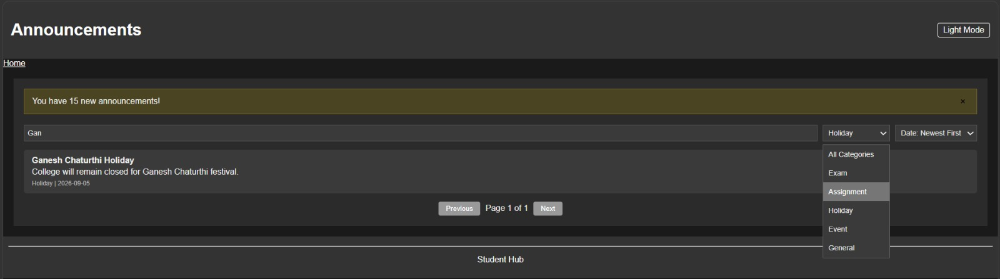 Announcements
Light Mode
Home
You have 15 new announcements!
×
Gan
Holiday
Date: Newest First
All Categories
Exam
Assignment
Holiday
Event
General
Ganesh Chaturthi Holiday
College will remain closed for Ganesh Chaturthi festival.
Holiday | 2026-09-05
Previous Page 1 of 1 Next
Student Hub